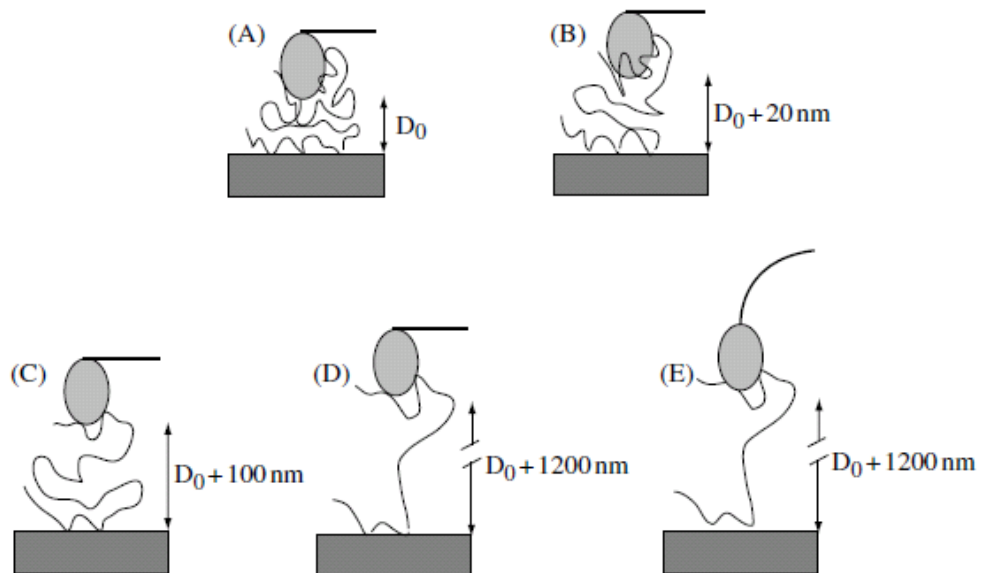 (A)
D₀
(B)
D₀ + 20 nm
(C)
D₀ + 100 nm
(D)
D₀ + 1200 nm
(E)
D₀ + 1200 nm